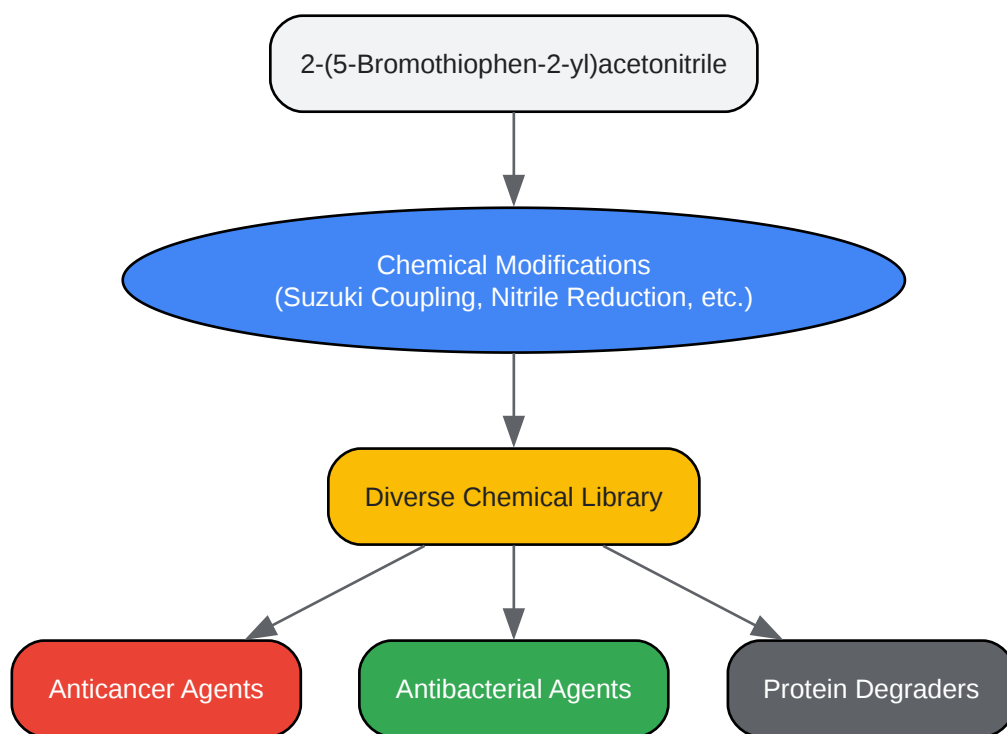 2-(5-Bromothiophen-2-yl)acetonitrile
Chemical Modifications
(Suzuki Coupling, Nitrile Reduction, etc.)
Diverse Chemical Library
Anticancer Agents
Antibacterial Agents
Protein Degraders